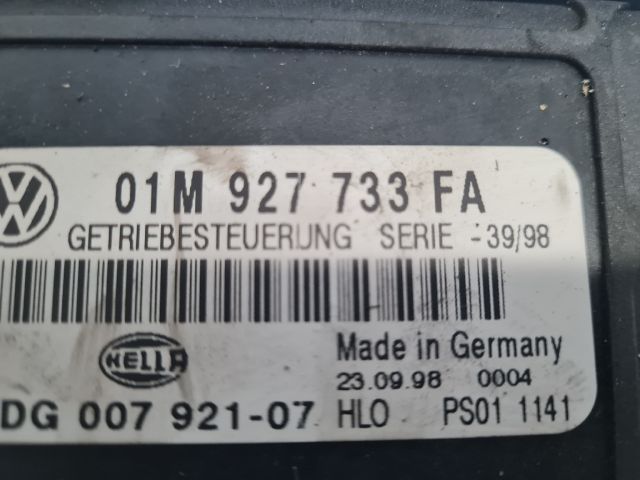 01M 927 733 FA
GETRIEBESTEUERUNG SERIE -39/98
HELLA
Made in Germany
23.09.98 0004
DG 007 921-07 HLO PS01 1141